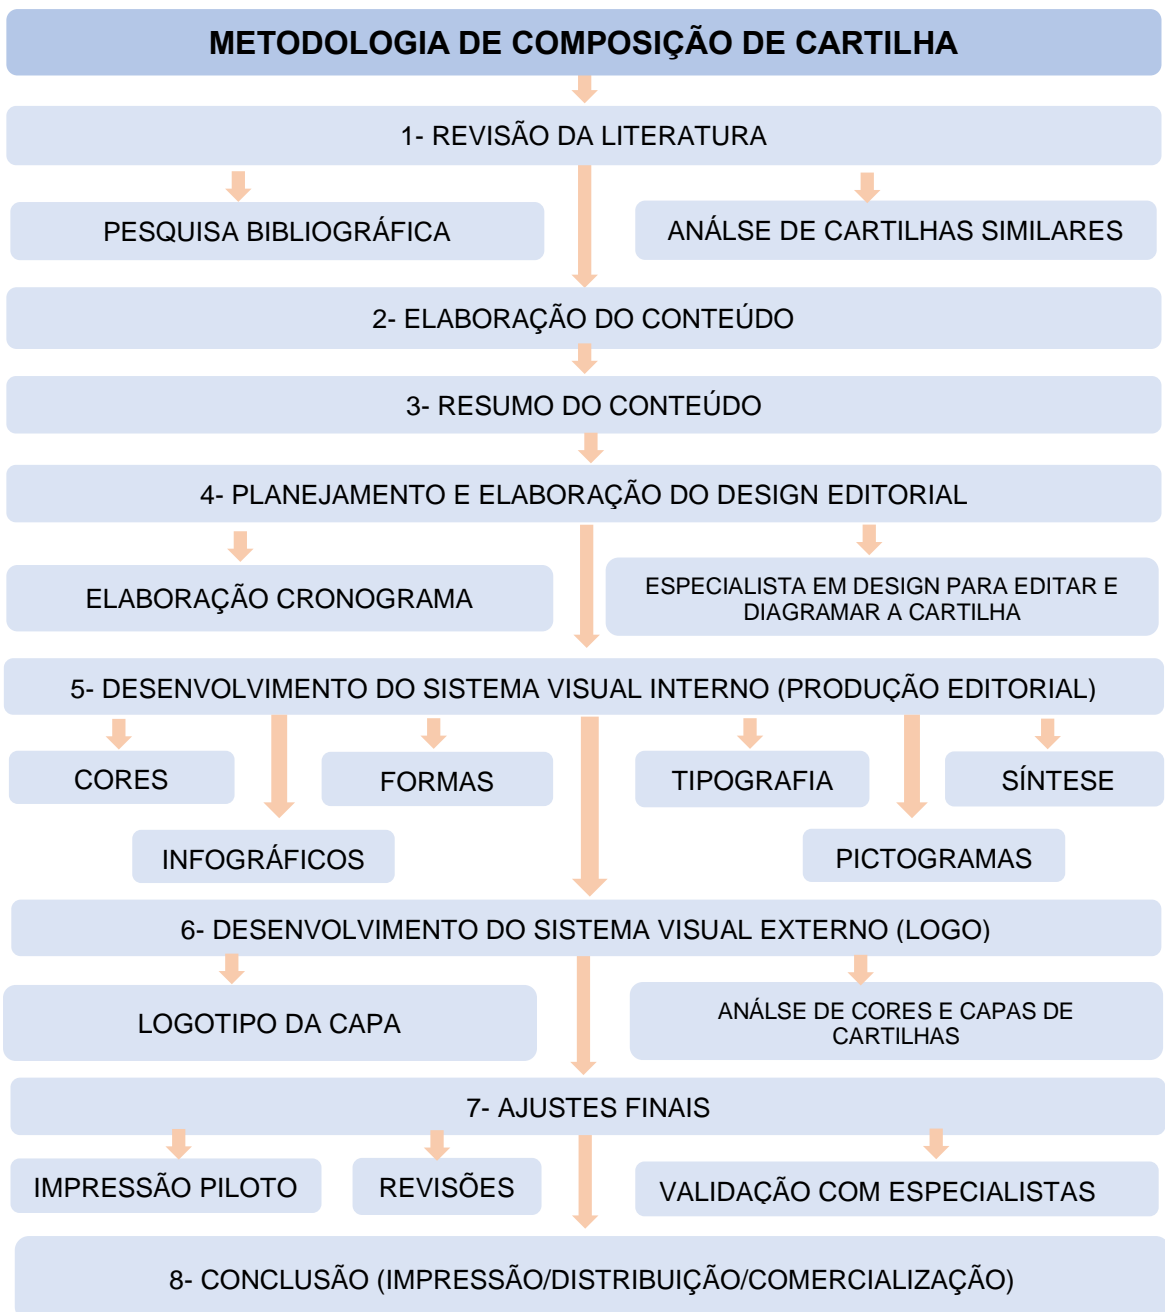 METODOLOGIA DE COMPOSIÇÃO DE CARTILHA
1- REVISÃO DA LITERATURA
PESQUISA BIBLIOGRÁFICA
ANÁLSE DE CARTILHAS SIMILARES
2- ELABORAÇÃO DO CONTEÚDO
3- RESUMO DO CONTEÚDO
4- PLANEJAMENTO E ELABORAÇÃO DO DESIGN EDITORIAL
ELABORAÇÃO CRONOGRAMA
ESPECIALISTA EM DESIGN PARA EDITAR E
DIAGRAMAR A CARTILHA
5- DESENVOLVIMENTO DO SISTEMA VISUAL INTERNO (PRODUÇÃO EDITORIAL)
CORES
FORMAS
TIPOGRAFIA
SÍNTESE
INFOGRÁFICOS
PICTOGRAMAS
6- DESENVOLVIMENTO DO SISTEMA VISUAL EXTERNO (LOGO)
LOGOTIPO DA CAPA
ANÁLSE DE CORES E CAPAS DE
CARTILHAS
7- AJUSTES FINAIS
IMPRESSÃO PILOTO
REVISÕES
VALIDAÇÃO COM ESPECIALISTAS
8- CONCLUSÃO (IMPRESSÃO/DISTRIBUIÇÃO/COMERCIALIZAÇÃO)